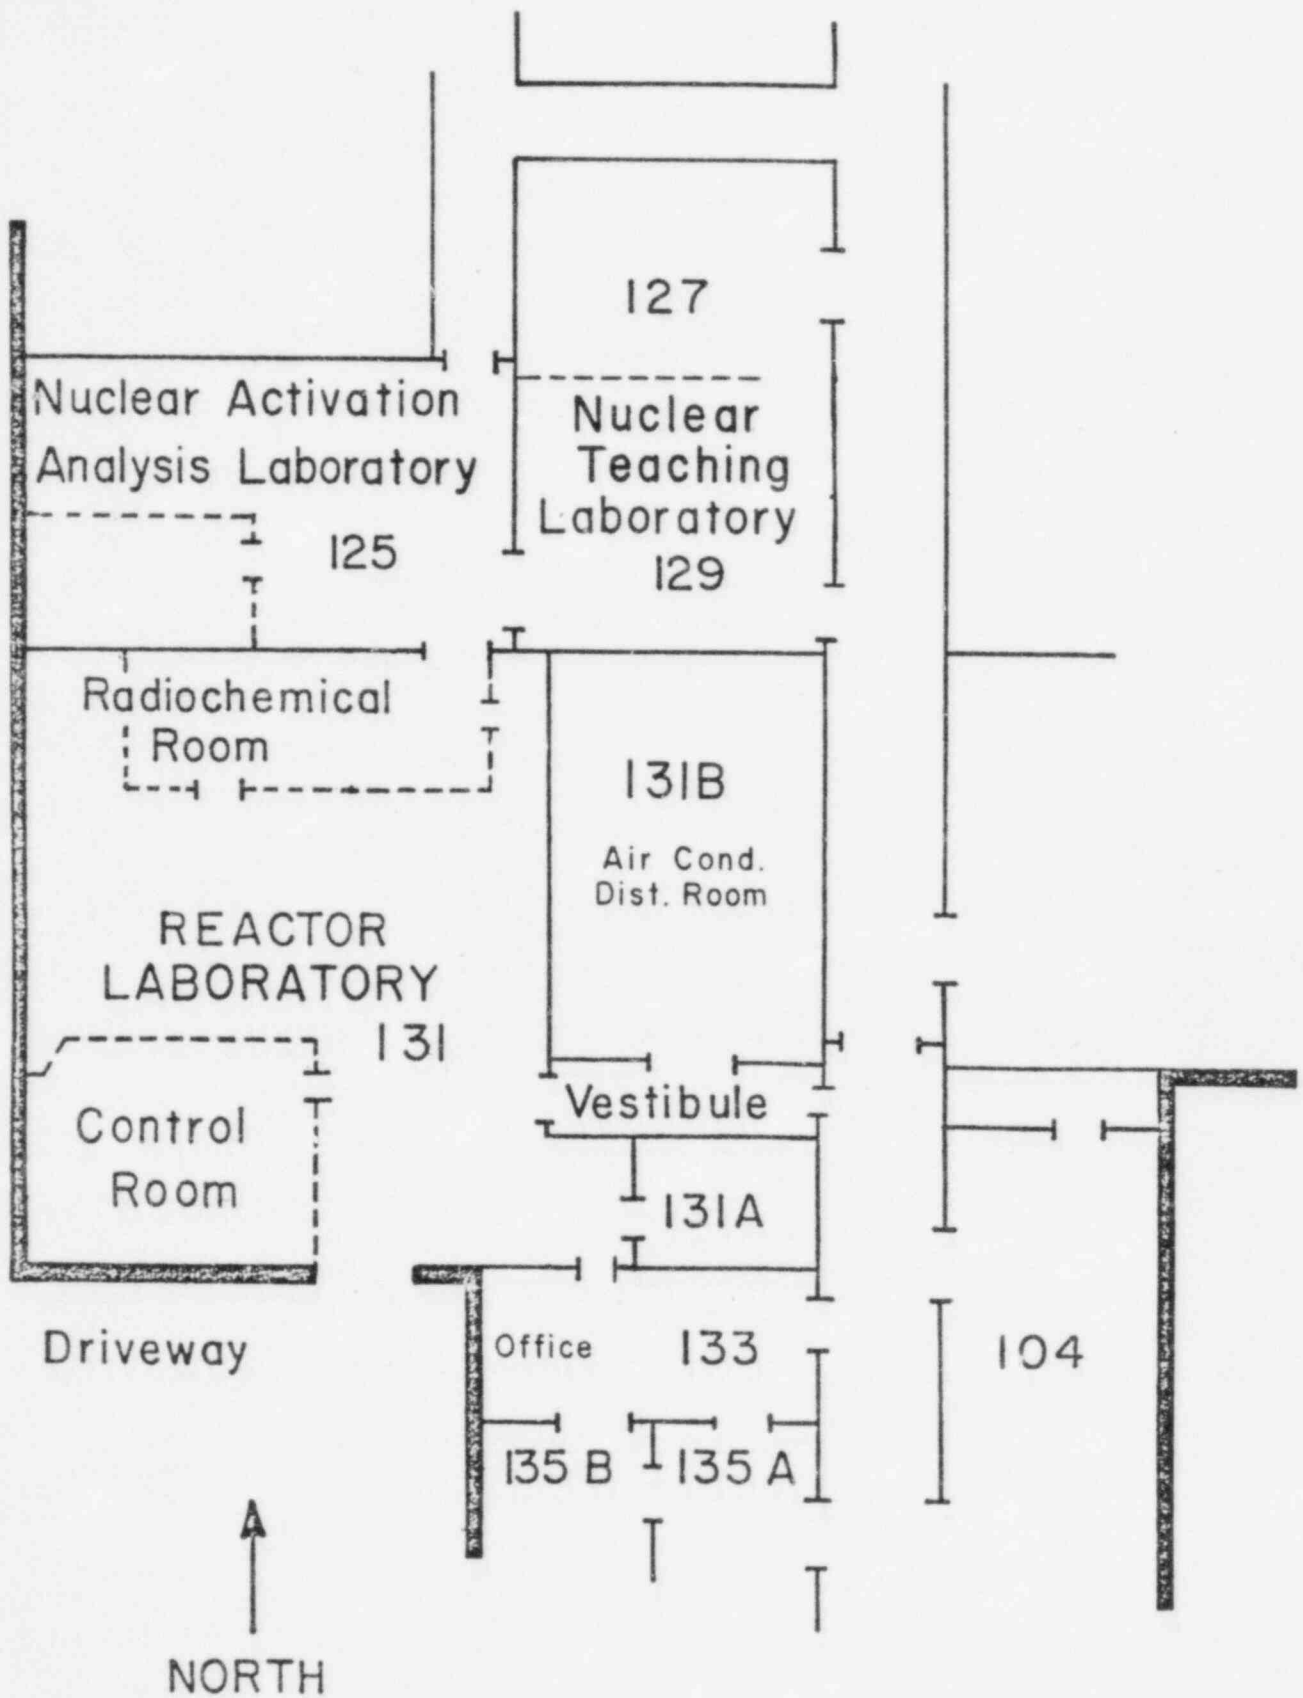 127
Nuclear Activation
Analysis Laboratory
125
Nuclear
Teaching
Laboratory
129
Radiochemical
Room
131B
Air Cond.
Dist. Room
REACTOR
LABORATORY
131
Control
Room
Vestibule
131A
Driveway
Office
133
104
135 B
135 A
NORTH